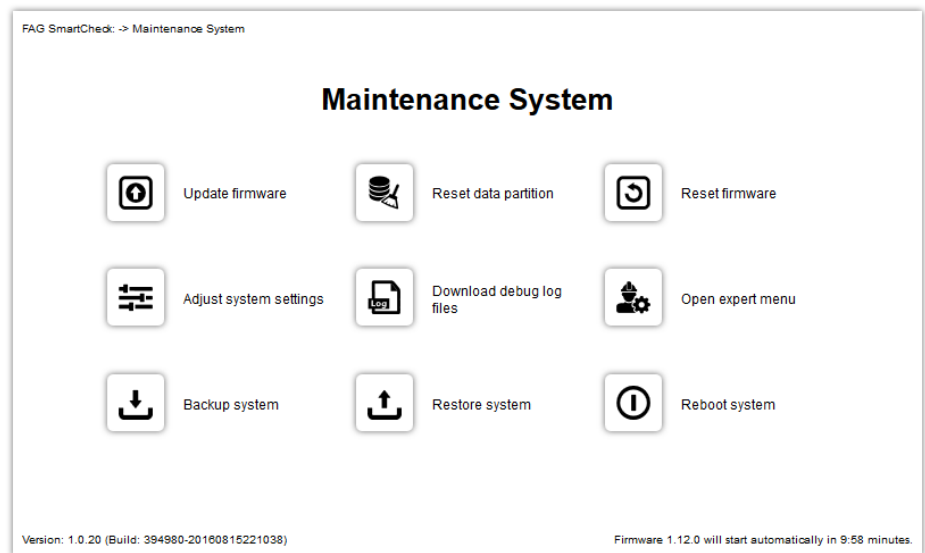 FAG SmartCheck: -> Maintenance System
Maintenance System
Update firmware
Reset data partition
Reset firmware
Adjust system settings
Download debug log
files
Log
Open expert menu
Backup system
Restore system
Reboot system
Version: 1.0.20 (Build: 394980-20160815221038)
Firmware 1.12.0 will start automatically in 9:58 minutes.